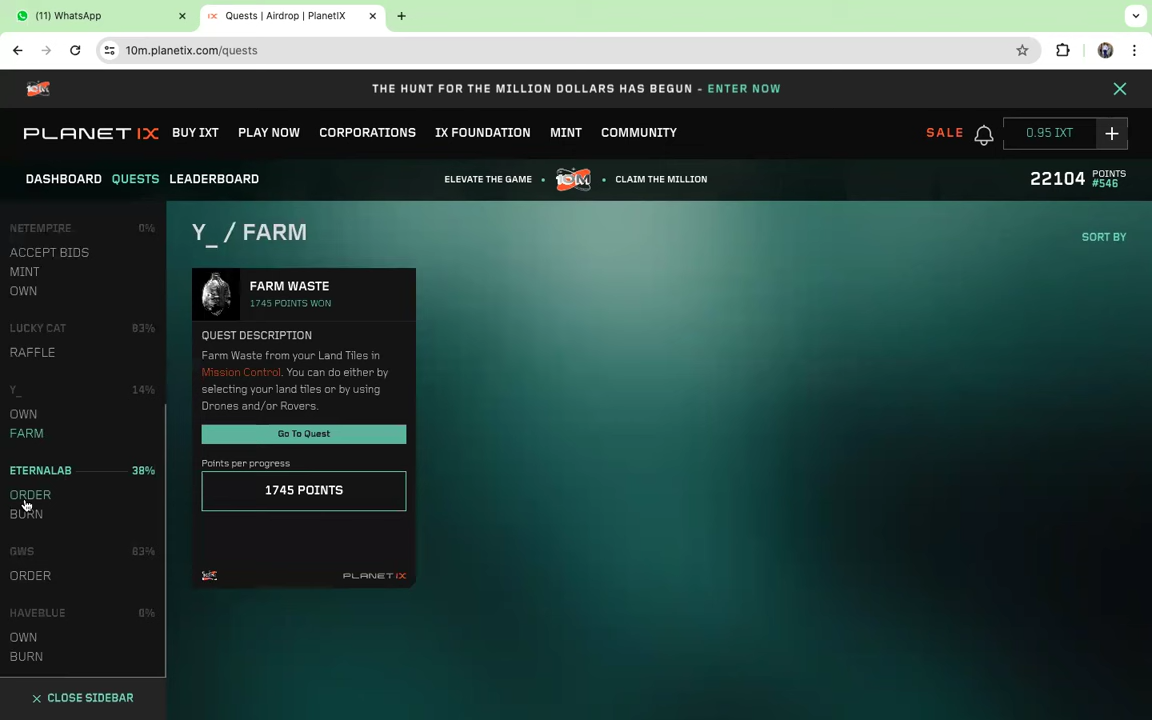 (11) WhatsApp
Quests | Airdrop | PlanetIX
10m.planetix.com/quests
THE HUNT FOR THE MILLION DOLLARS HAS BEGUN - ENTER NOW
PLANET IX
BUY IXT
PLAY NOW
CORPORATIONS
IX FOUNDATION
MINT
COMMUNITY
SALE
0.95 IXT
DASHBOARD
QUESTS
LEADERBOARD
ELEVATE THE GAME
10M
CLAIM THE MILLION
22104 POINTS
#546
NETEMPIRE 0%
ACCEPT BIDS
MINT
OWN
LUCKY CAT 83%
RAFFLE
Y_ 14%
OWN
FARM
ETERNALAB 38%
ORDER
BURN
GWS 83%
ORDER
HAVEBLUE 0%
OWN
BURN
CLOSE SIDEBAR
Y_ / FARM
SORT BY
FARM WASTE
1745 POINTS WON
QUEST DESCRIPTION
Farm Waste from your Land Tiles in
Mission Control. You can do either by
selecting your land tiles or by using
Drones and/or Rovers.
Go To Quest
Points per progress
1745 POINTS
PLANET IX